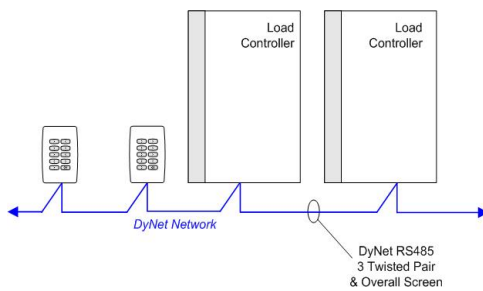 Load
Controller
Load
Controller
DyNet Network
DyNet RS485
3 Twisted Pair
& Overall Screen